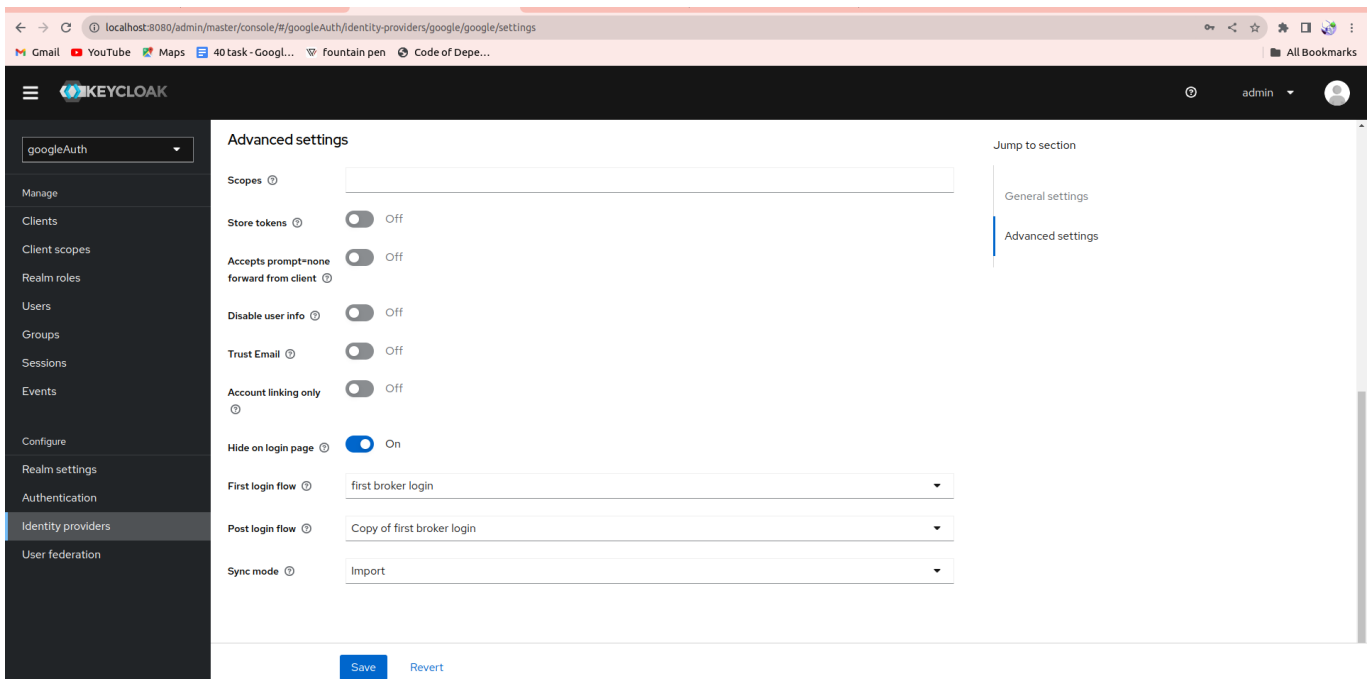 localhost:8080/admin/master/console/#/googleAuth/identity-providers/google/google/settings
Gmail YouTube Maps 40 task - Googl... fountain pen Code of Depe... All Bookmarks
KEYCLOAK admin
googleAuth
Manage
Clients
Client scopes
Realm roles
Users
Groups
Sessions
Events
Configure
Realm settings
Authentication
Identity providers
User federation
Advanced settings
Scopes
Store tokens Off
Accepts prompt=none
forward from client Off
Disable user info Off
Trust Email Off
Account linking only Off
Hide on login page On
First login flow first broker login
Post login flow Copy of first broker login
Sync mode Import
Save Revert
Jump to section
General settings
Advanced settings